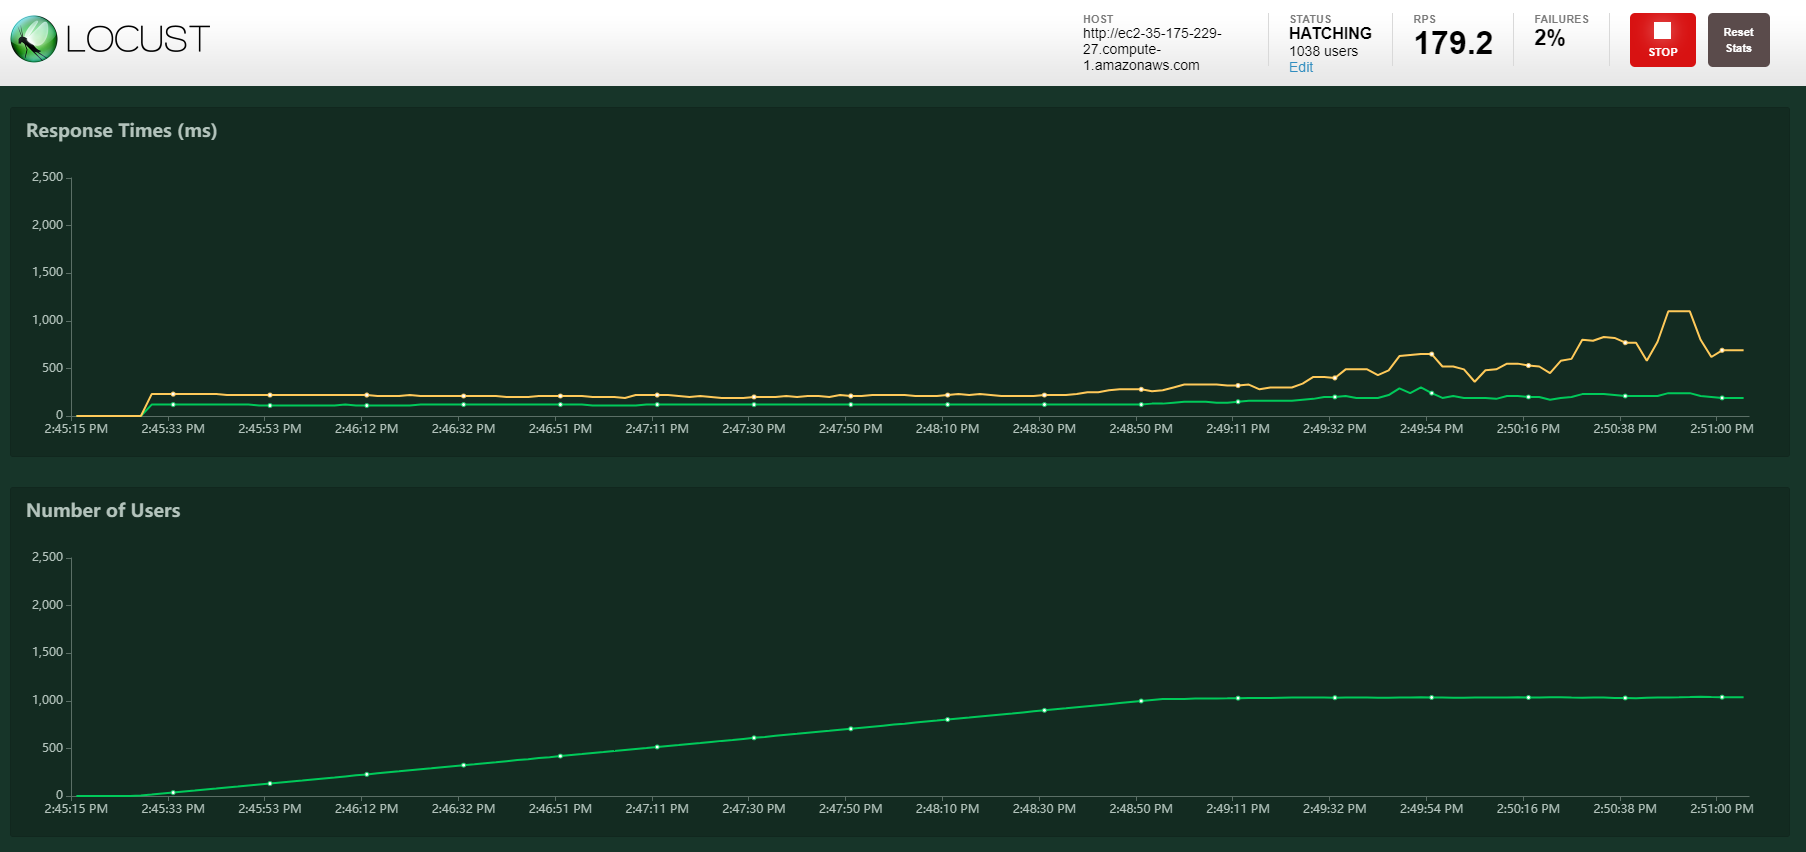 LOCUST
HOST
http://ec2-35-175-229-
27.compute-
1.amazonaws.com
STATUS
HATCHING
1038 users
Edit
RPS
179.2
FAILURES
2%
STOP
Reset
Stats
Response Times (ms)
2,500
2,000
1,500
1,000
500
0
2:45:15 PM 2:45:33 PM 2:45:53 PM 2:46:12 PM 2:46:32 PM 2:46:51 PM 2:47:11 PM 2:47:30 PM 2:47:50 PM 2:48:10 PM 2:48:30 PM 2:48:50 PM 2:49:11 PM 2:49:32 PM 2:49:54 PM 2:50:16 PM 2:50:38 PM 2:51:00 PM
Number of Users
2,500
2,000
1,500
1,000
500
0
2:45:15 PM 2:45:33 PM 2:45:53 PM 2:46:12 PM 2:46:32 PM 2:46:51 PM 2:47:11 PM 2:47:30 PM 2:47:50 PM 2:48:10 PM 2:48:30 PM 2:48:50 PM 2:49:11 PM 2:49:32 PM 2:49:54 PM 2:50:16 PM 2:50:38 PM 2:51:00 PM